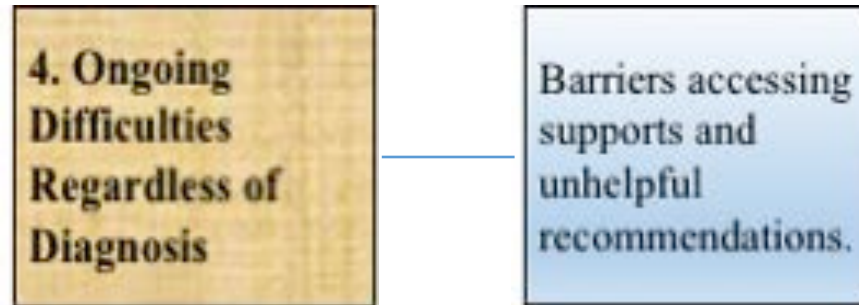 4. Ongoing
Difficulties
Regardless of
Diagnosis
Barriers accessing
supports and
unhelpful
recommendations.